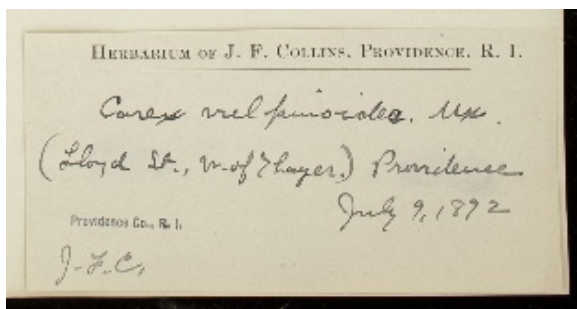 HERBARIUM OF J. F. COLLINS, PROVIDENCE, R. I.
Carex vulpinoidea. Mx.
(Lloyd St., W. of Thayer.) Providence
July 9, 1892
Providence Co., R. I.
J. F. C.